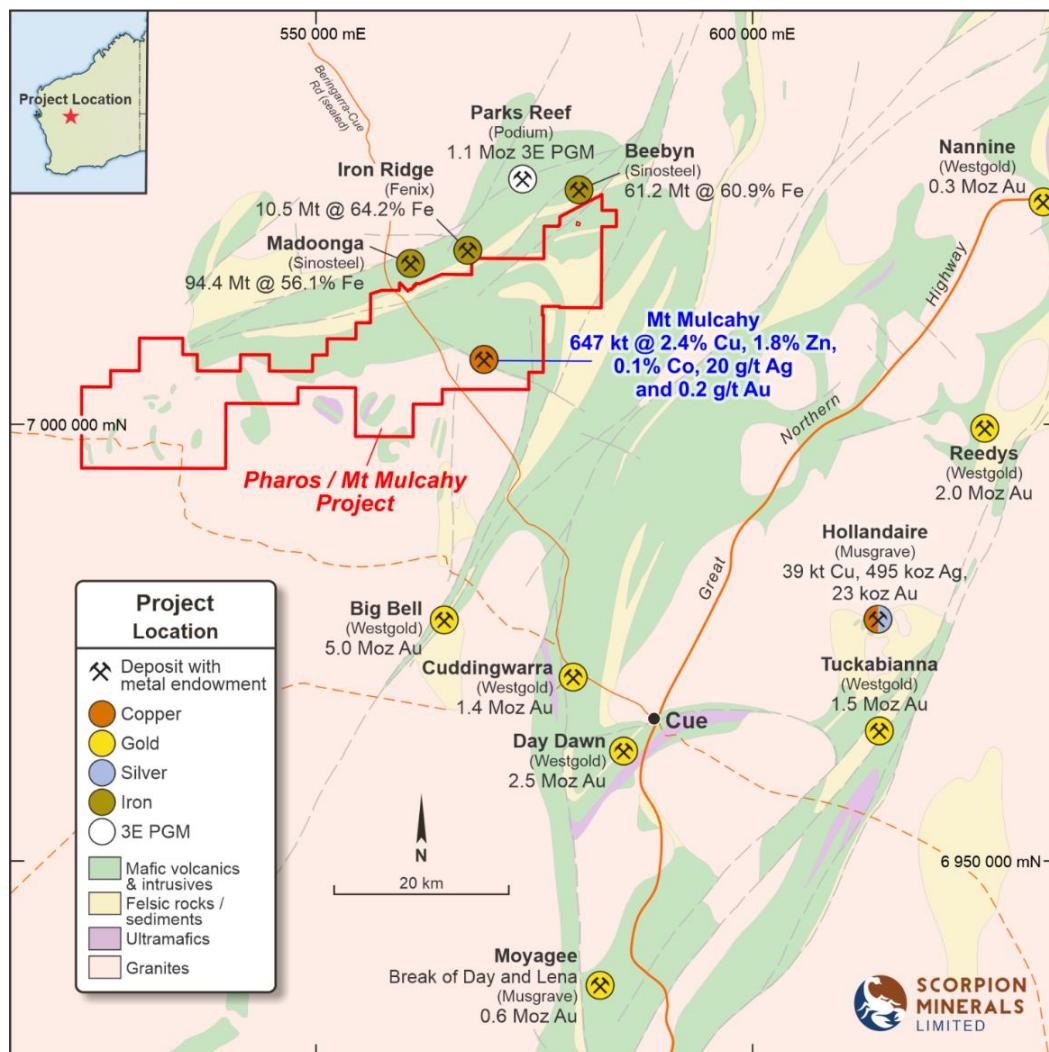 550 000 mE
600 000 mE
Project Location
Beringarra-Cue
Rd (sealed)
Parks Reef
(Podium)
1.1 Moz 3E PGM
Beebyn
(Sinosteel)
61.2 Mt @ 60.9% Fe
Nannine
(Westgold)
0.3 Moz Au
Iron Ridge
(Fenix)
10.5 Mt @ 64.2% Fe
Madoonga
(Sinosteel)
94.4 Mt @ 56.1% Fe
Mt Mulcahy
647 kt @ 2.4% Cu, 1.8% Zn,
0.1% Co, 20 g/t Ag
and 0.2 g/t Au
Great
Northern
Highway
7 000 000 mN
Pharos / Mt Mulcahy
Project
Reedys
(Westgold)
2.0 Moz Au
Hollandaire
(Musgrave)
39 kt Cu, 495 koz Ag,
23 koz Au
Big Bell
(Westgold)
5.0 Moz Au
Cuddingwarra
(Westgold)
1.4 Moz Au
Tuckabianna
(Westgold)
1.5 Moz Au
Cue
Day Dawn
(Westgold)
2.5 Moz Au
Project
Location
Deposit with
metal endowment
Copper
Gold
Silver
Iron
3E PGM
Mafic volcanics
& intrusives
Felsic rocks /
sediments
Ultramafics
Granites
N
20 km
6 950 000 mN
Moyagee
Break of Day and Lena
(Musgrave)
0.6 Moz Au
SCORPION
MINERALS
LIMITED